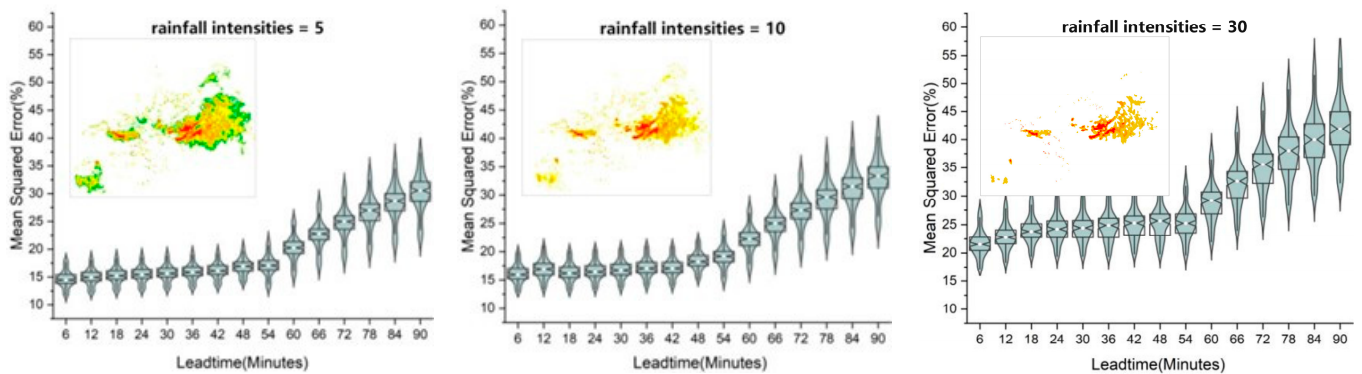 rainfall intensities = 5
Mean Squared Error(%)
60
55
50
45
40
35
30
25
20
15
10
6 12 18 24 30 36 42 48 54 60 66 72 78 84 90
Leadtime(Minutes)
rainfall intensities = 10
Mean Squared Error(%)
60
55
50
45
40
35
30
25
20
15
10
6 12 18 24 30 36 42 48 54 60 66 72 78 84 90
Leadtime(Minutes)
rainfall intensities = 30
Mean Squared Error(%)
60
55
50
45
40
35
30
25
20
15
10
6 12 18 24 30 36 42 48 54 60 66 72 78 84 90
Leadtime(Minutes)